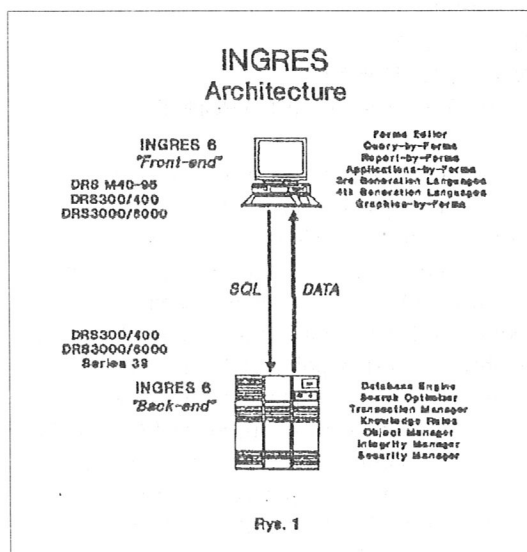 INGRES
Architecture
INGRES 6
"Front-end"
DRS M40-95
DRS300/400
DRS3000/6000
Forms Editor
Query-by-Forms
Report-by-Forms
Applications-by-Forms
3rd Generation Languages
4th Generation Languages
Graphics-by-Forms
SQL
DATA
DRS300/400
DRS3000/6000
Series 39
INGRES 6
"Back-end"
Database Engine
Search Optimiser
Transaction Manager
Knowledge Rules
Object Manager
Integrity Manager
Security Manager
Rys. 1